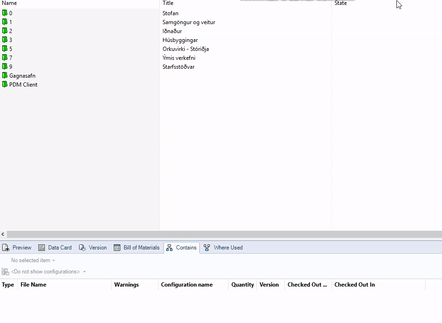 Name Title State
0 Stofan
1 Samgöngur og veitur
2 Iðnaður
3 Húsbyggingar
5 Orkuvirki - Stóriðja
7 Ýmis verkefni
9 Starfsstöðvar
Gagnasafn
PDM Client
Preview Data Card Version Bill of Materials Contains Where Used
No selected item
<Do not show configurations>
Type File Name Warnings Configuration name Quantity Version Checked Out ... Checked Out In